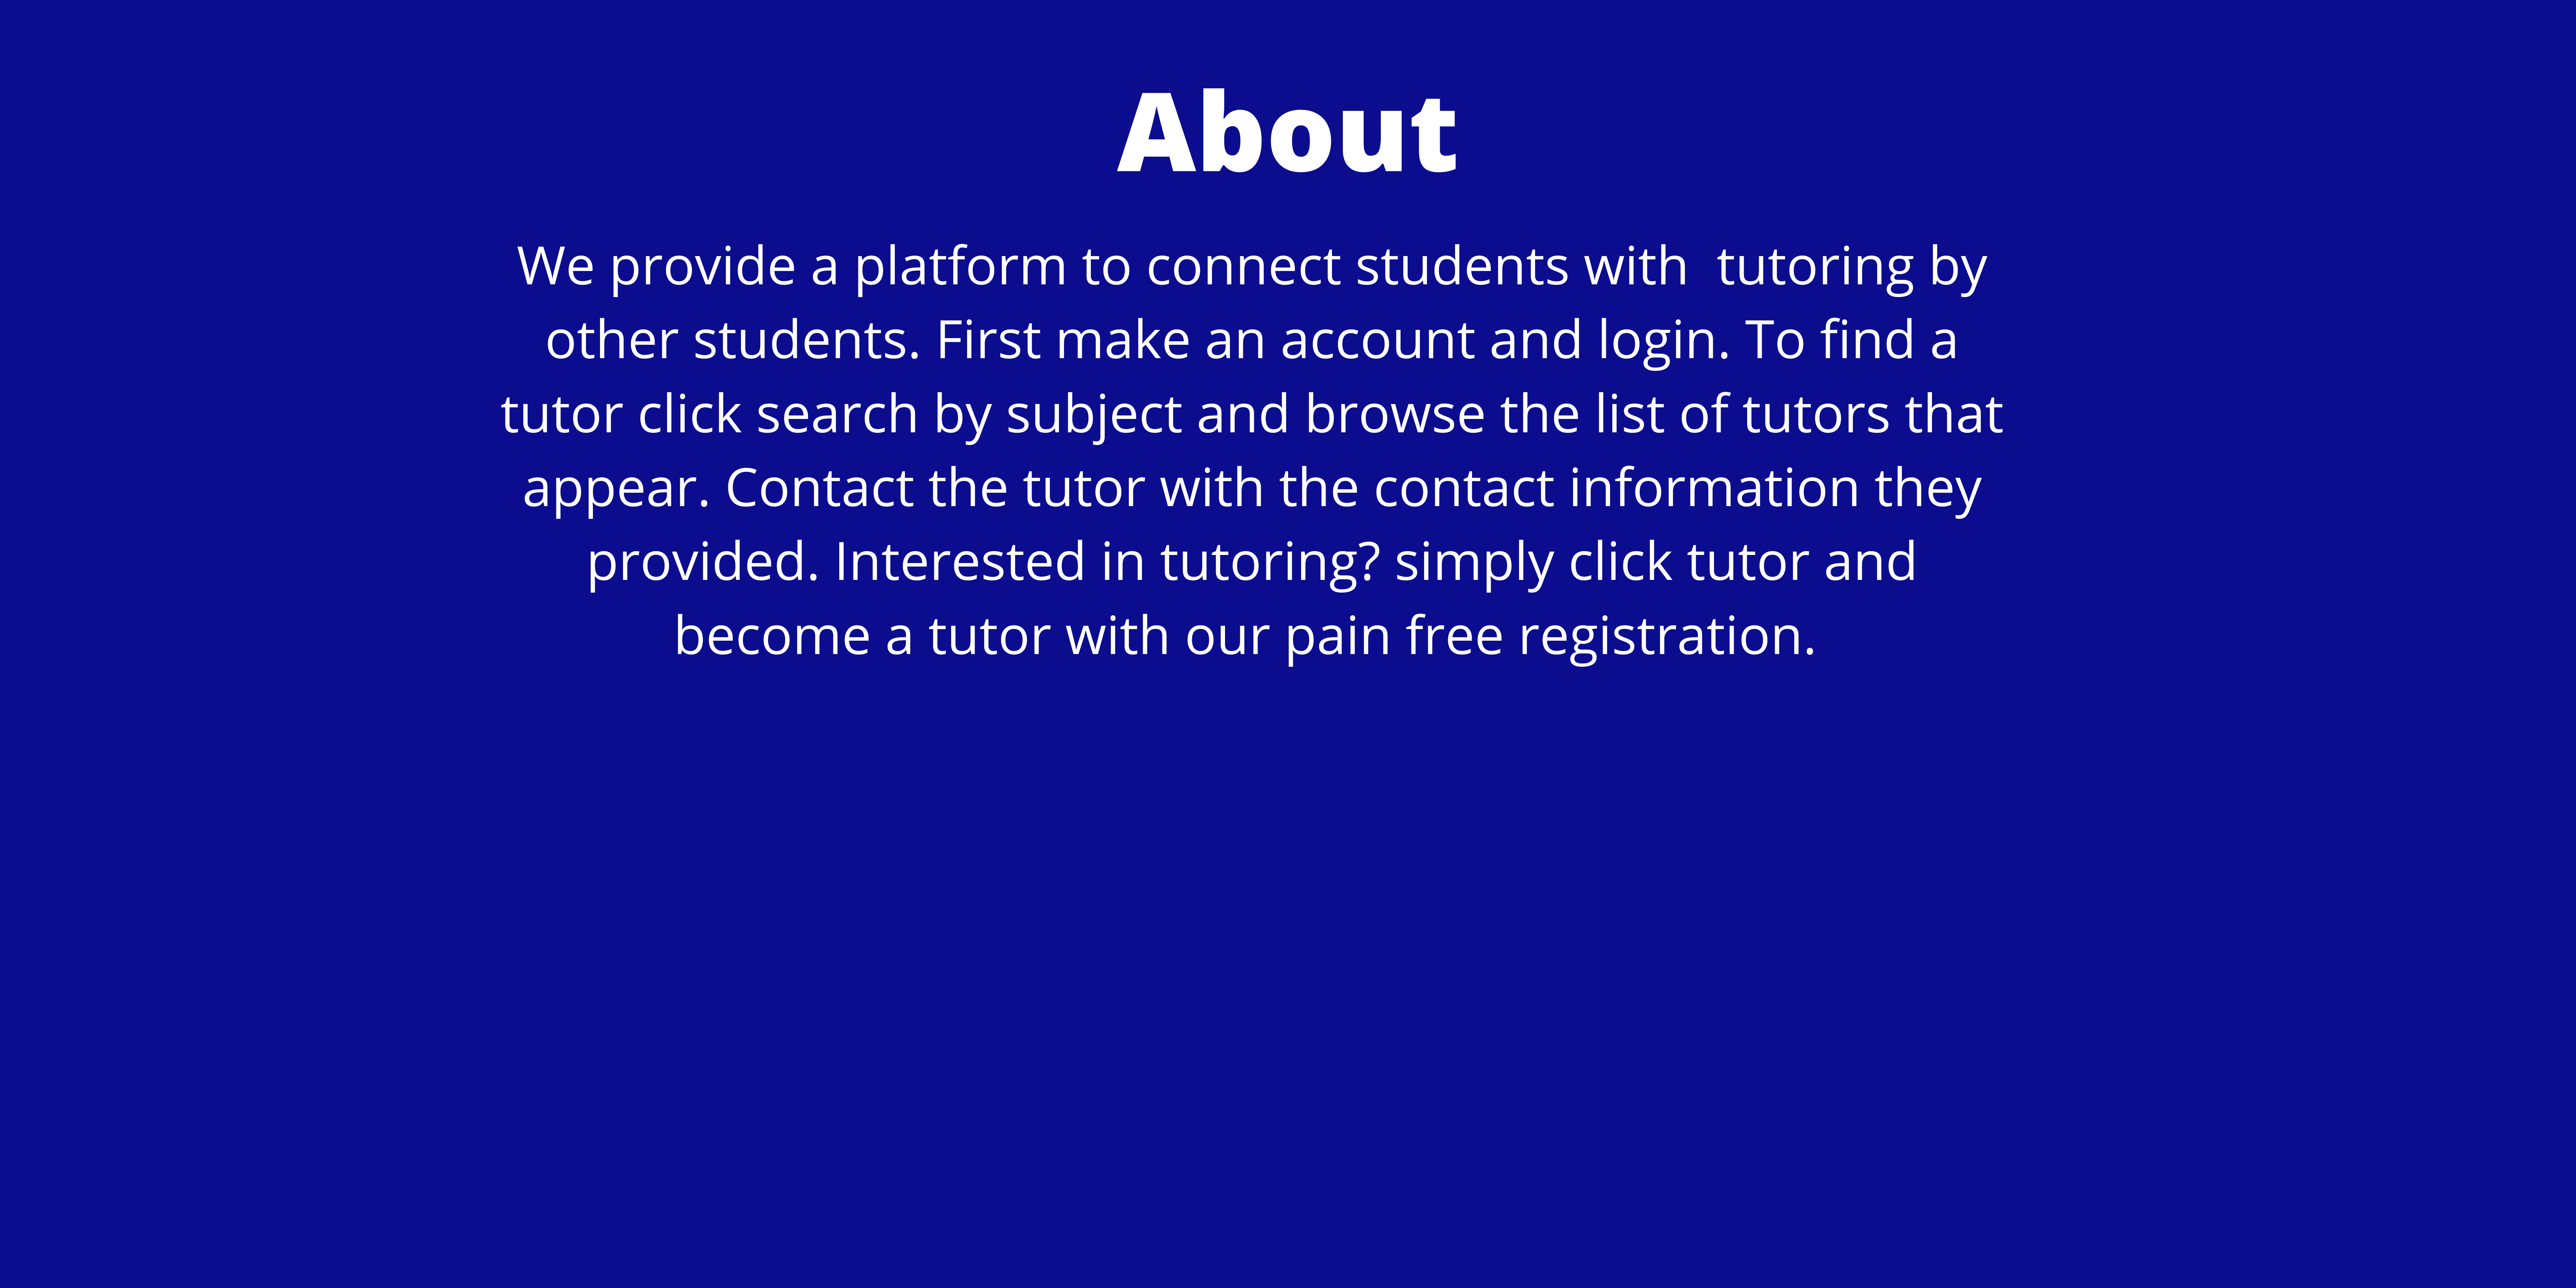 About
We provide a platform to connect students with  tutoring by
other students. First make an account and login. To find a
tutor click search by subject and browse the list of tutors that
appear. Contact the tutor with the contact information they
provided. Interested in tutoring? simply click tutor and
become a tutor with our pain free registration.